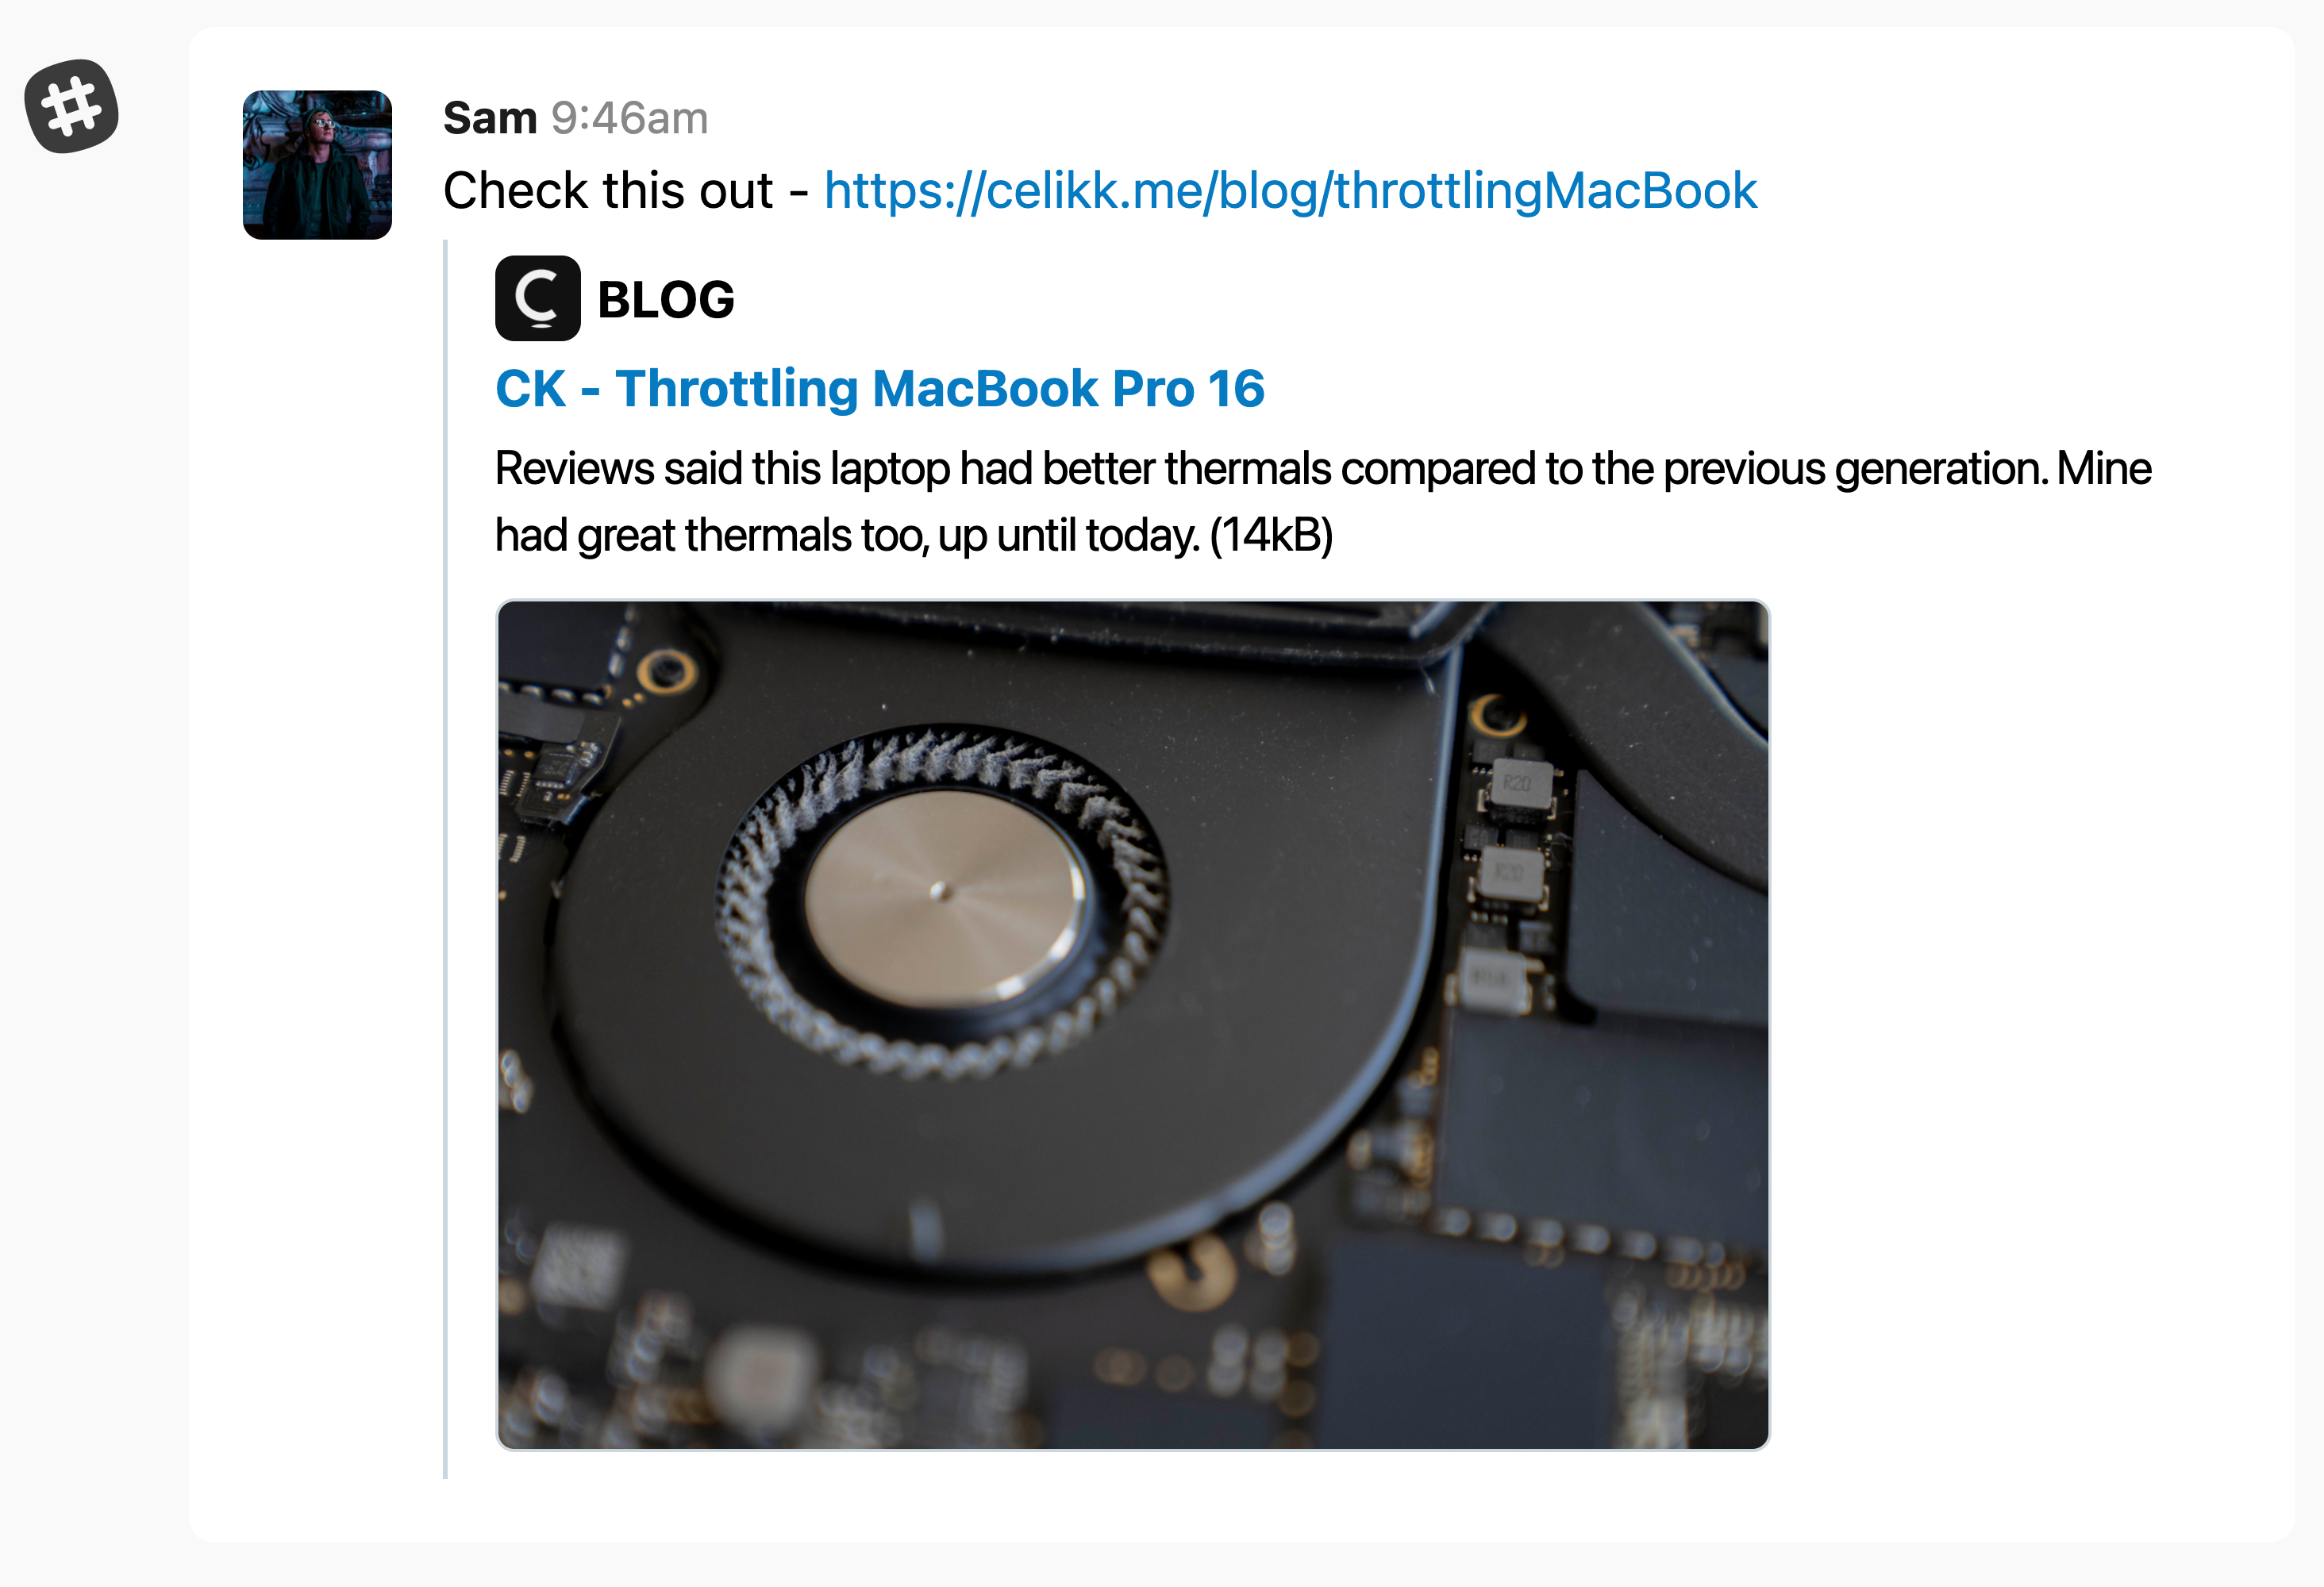 Sam 9:46am
Check this out - https://celikk.me/blog/throttlingMacBook
C BLOG
CK - Throttling MacBook Pro 16
Reviews said this laptop had better thermals compared to the previous generation. Mine
had great thermals too, up until today. (14kB)
R20
R20